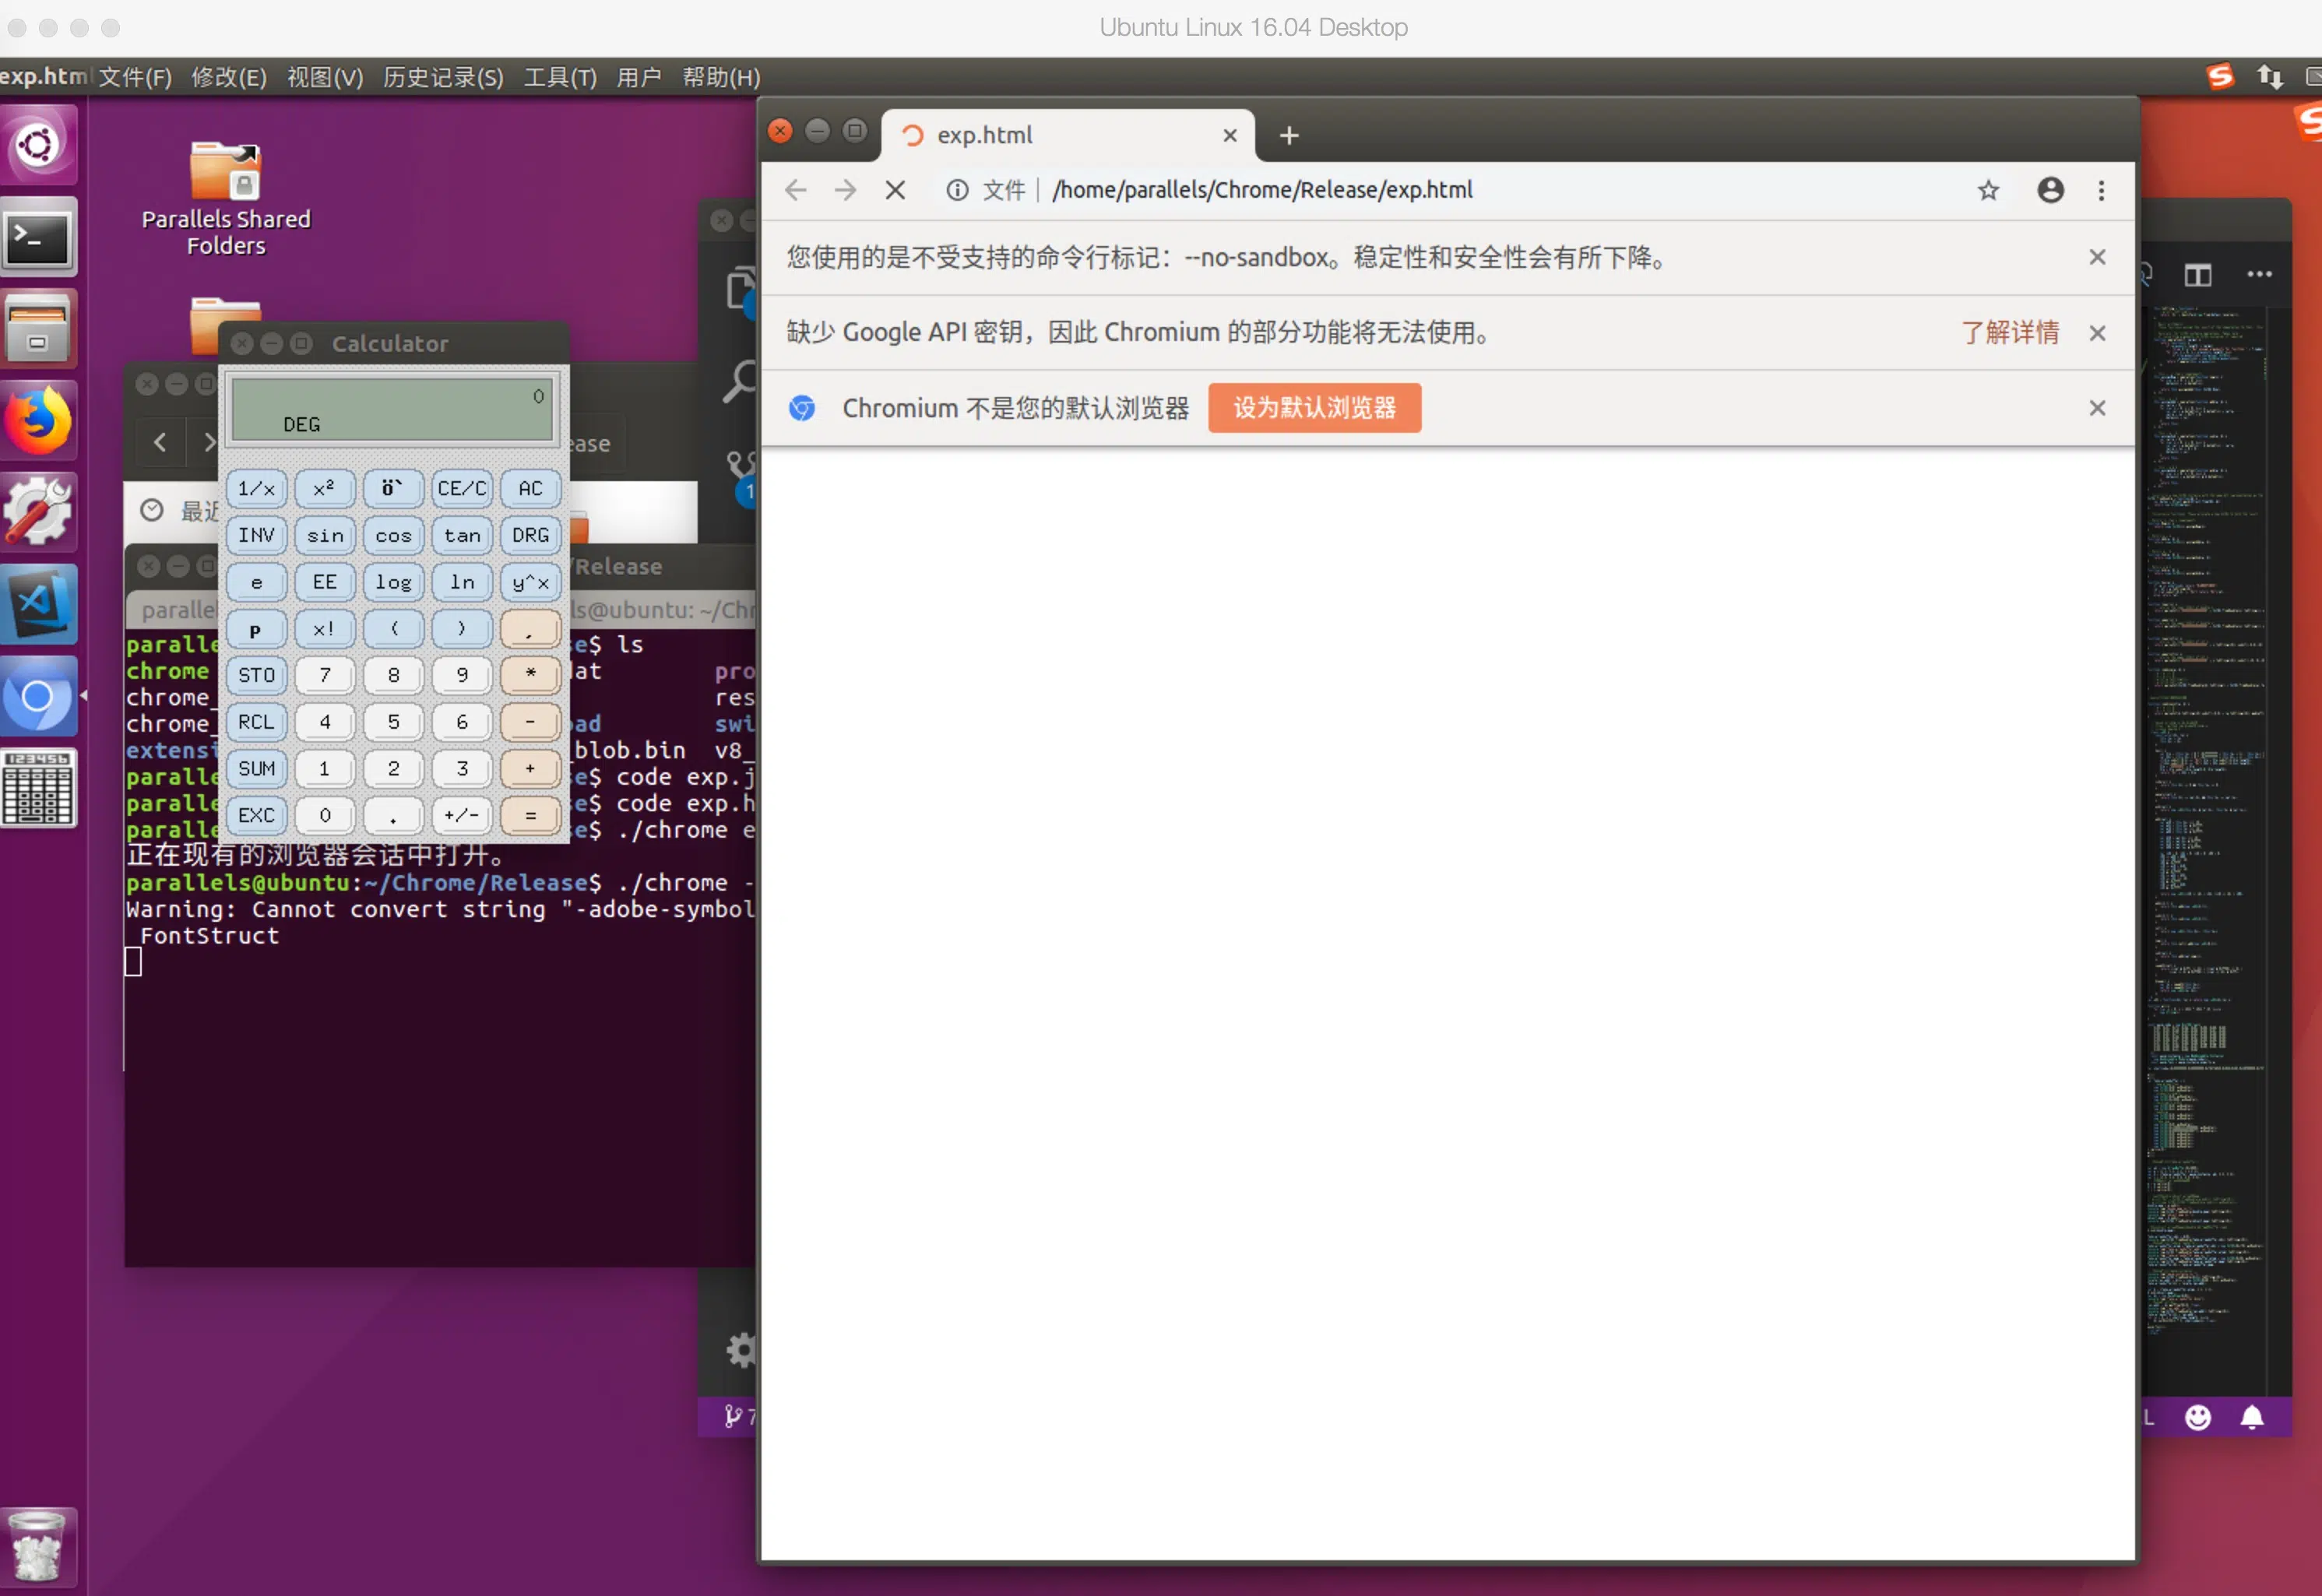 Ubuntu Linux 16.04 Desktop
exp.htm 文件(F) 修改(E) 视图(V) 历史记录(S) 工具(T) 用户 帮助(H)
Parallels Shared
Folders
exp.html
文件 | /home/parallels/Chrome/Release/exp.html
您使用的是不受支持的命令行标记：--no-sandbox。稳定性和安全性会有所下降。
缺少 Google API 密钥，因此 Chromium 的部分功能将无法使用。 了解详情
Chromium 不是您的默认浏览器 设为默认浏览器
Calculator
0
DEG
1/x x² ö` CE/C AC
INV sin cos tan DRG
e EE log ln y^x
p x! ( ) ,
STO 7 8 9 *
RCL 4 5 6 -
SUM 1 2 3 +
EXC 0 . +/- =
ease
最近
/Release
paralle ls@ubuntu: ~/Chr
paralle e$ ls
chrome lat pro
chrome_ res
chrome_ oad swi
extensi _blob.bin v8_
paralle e$ code exp.j
paralle e$ code exp.h
paralle e$ ./chrome e
正在现有的浏览器会话中打开。
parallels@ubuntu:~/Chrome/Release$ ./chrome -
Warning: Cannot convert string "-adobe-symbol
FontStruct
1
7
L